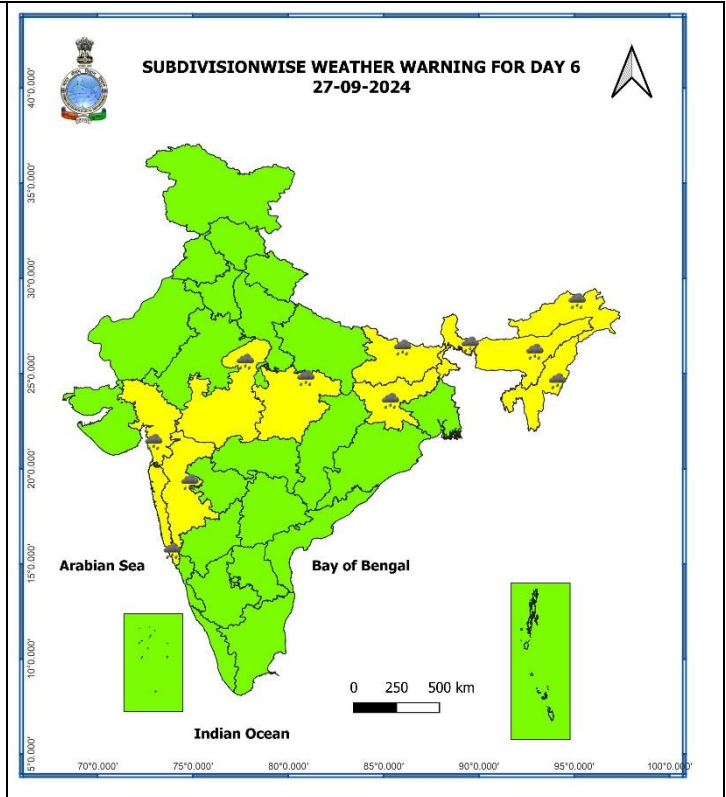 SUBDIVISIONWISE WEATHER WARNING FOR DAY 6
27-09-2024
40°0.000'
35°0.000'
30°0.000'
25°0.000'
20°0.000'
15°0.000'
10°0.000'
5°0.000'
Arabian Sea
Bay of Bengal
0 250 500 km
Indian Ocean
70°0.000' 75°0.000' 80°0.000' 85°0.000' 90°0.000' 95°0.000' 100°0.000'